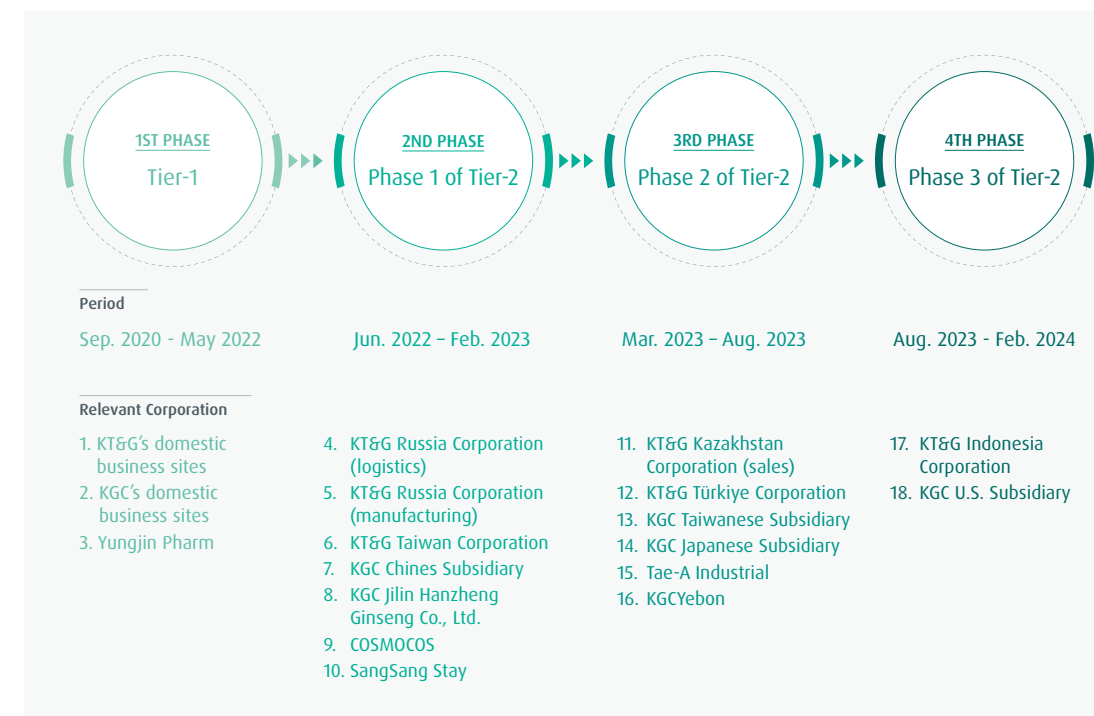 1ST PHASE
Tier-1
2ND PHASE
Phase 1 of Tier-2
3RD PHASE
Phase 2 of Tier-2
4TH PHASE
Phase 3 of Tier-2
Period
Sep. 2020 - May 2022
Jun. 2022 – Feb. 2023
Mar. 2023 – Aug. 2023
Aug. 2023 - Feb. 2024
Relevant Corporation
1. KT&G's domestic
business sites
2. KGC's domestic
business sites
3. Yungjin Pharm
4. KT&G Russia Corporation
(logistics)
5. KT&G Russia Corporation
(manufacturing)
6. KT&G Taiwan Corporation
7. KGC Chines Subsidiary
8. KGC Jilin Hanzheng
Ginseng Co., Ltd.
9. COSMOCOS
10. SangSang Stay
11. KT&G Kazakhstan
Corporation (sales)
12. KT&G Türkiye Corporation
13. KGC Taiwanese Subsidiary
14. KGC Japanese Subsidiary
15. Tae-A Industrial
16. KGCYebon
17. KT&G Indonesia
Corporation
18. KGC U.S. Subsidiary